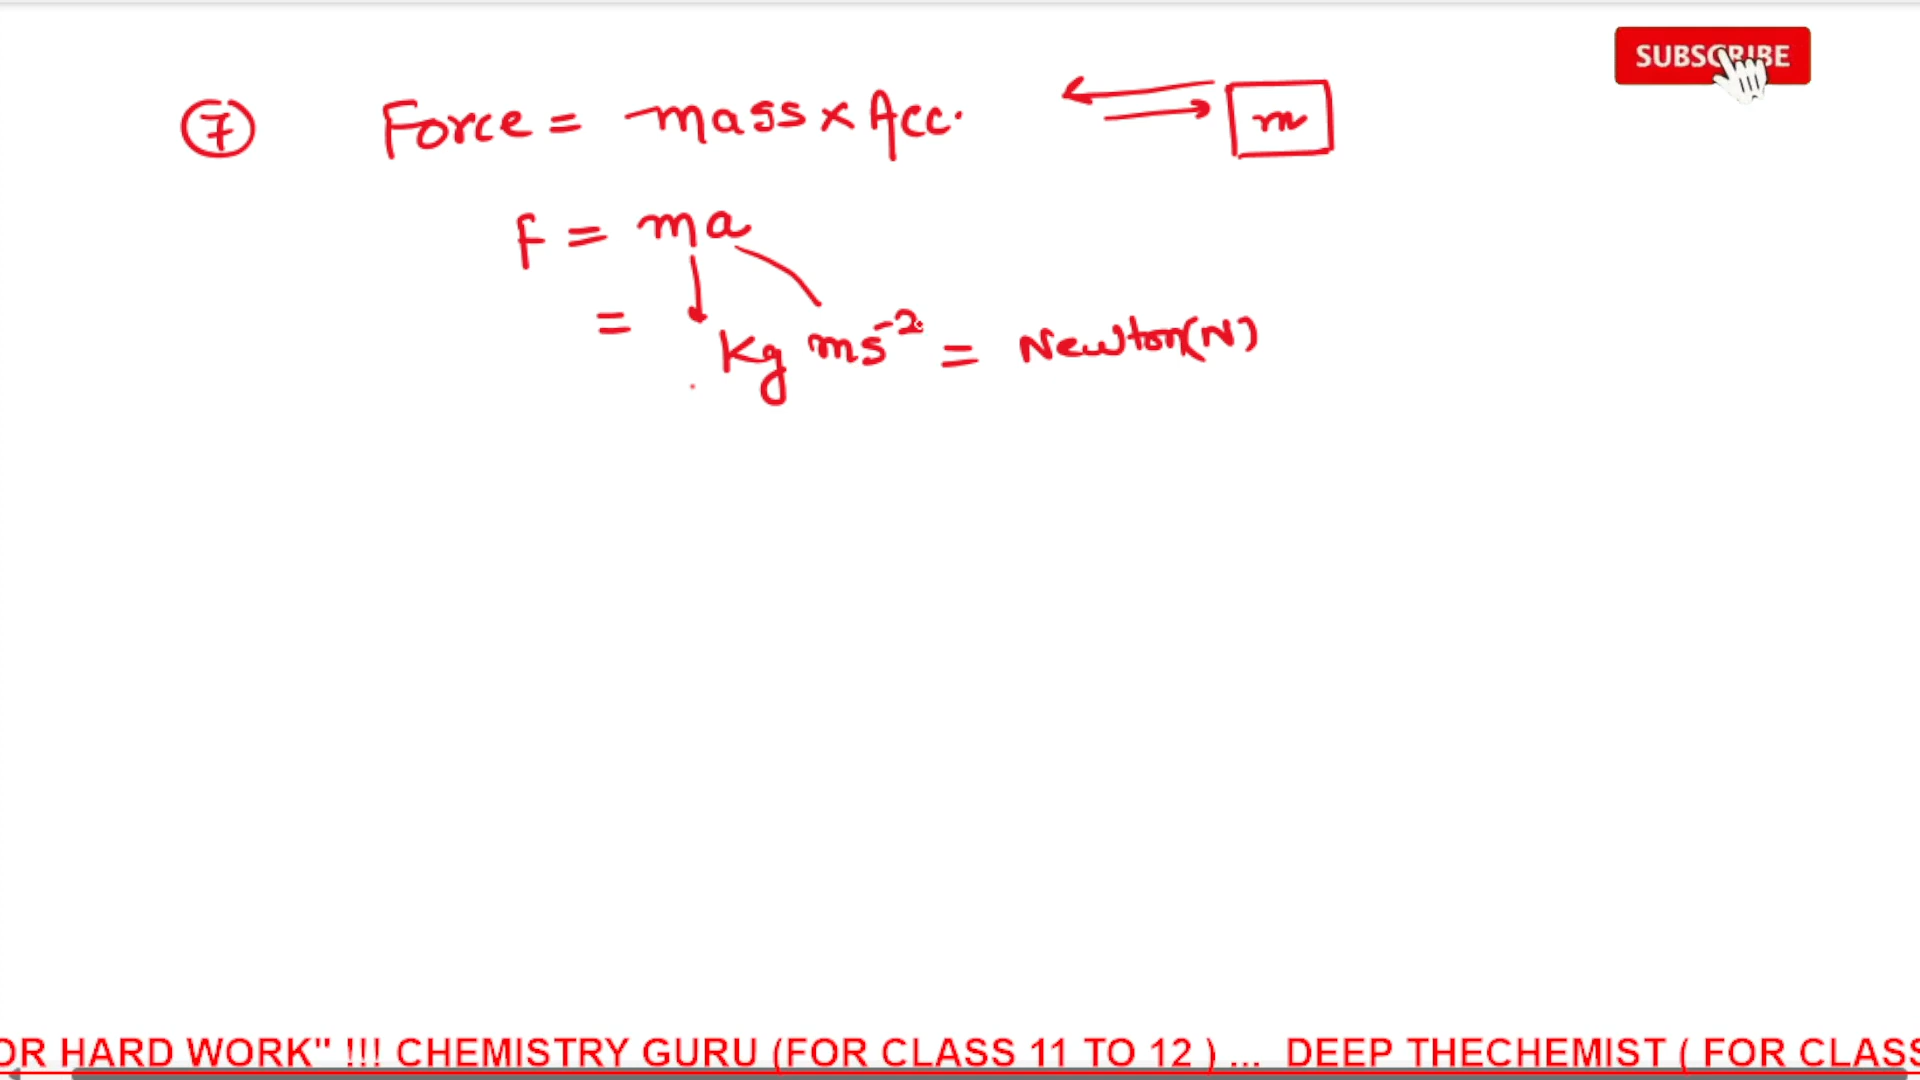 SUBSCRIBE
7 Force = mass x Acc. m
F = ma
= kg ms⁻² = Newton(N)
OR HARD WORK" !!! CHEMISTRY GURU (FOR CLASS 11 TO 12 ) ... DEEP THECHEMIST ( FOR CLASS